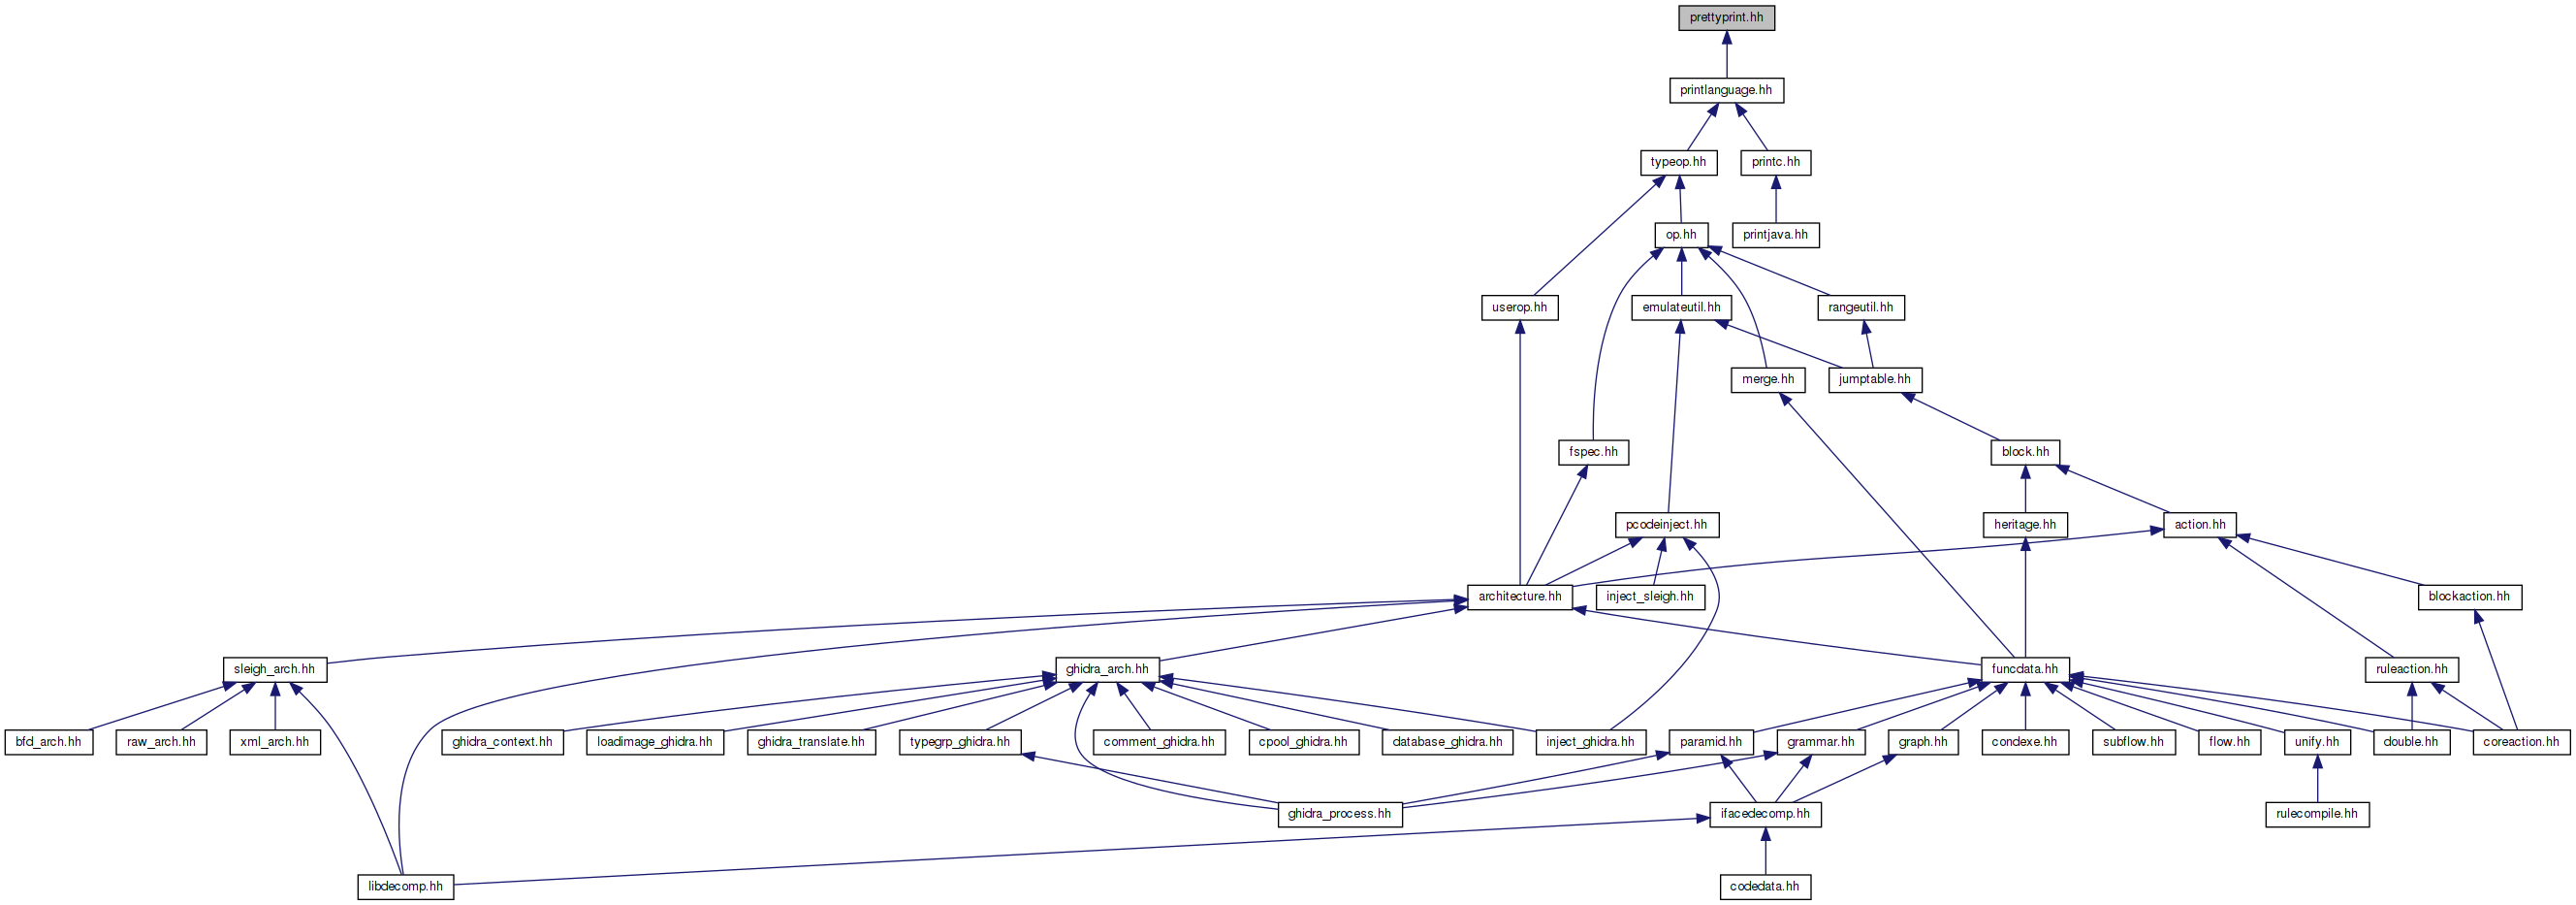 prettyprint.hh
printlanguage.hh
typeop.hh
printc.hh
op.hh
printjava.hh
userop.hh
emulateutil.hh
rangeutil.hh
merge.hh
jumptable.hh
fspec.hh
block.hh
pcodeinject.hh
heritage.hh
action.hh
architecture.hh
inject_sleigh.hh
blockaction.hh
sleigh_arch.hh
ghidra_arch.hh
funcdata.hh
ruleaction.hh
bfd_arch.hh
raw_arch.hh
xml_arch.hh
ghidra_context.hh
loadimage_ghidra.hh
ghidra_translate.hh
typegrp_ghidra.hh
comment_ghidra.hh
cpool_ghidra.hh
database_ghidra.hh
inject_ghidra.hh
paramid.hh
grammar.hh
graph.hh
condexe.hh
subflow.hh
flow.hh
unify.hh
double.hh
coreaction.hh
ghidra_process.hh
ifacedecomp.hh
rulecompile.hh
libdecomp.hh
codedata.hh